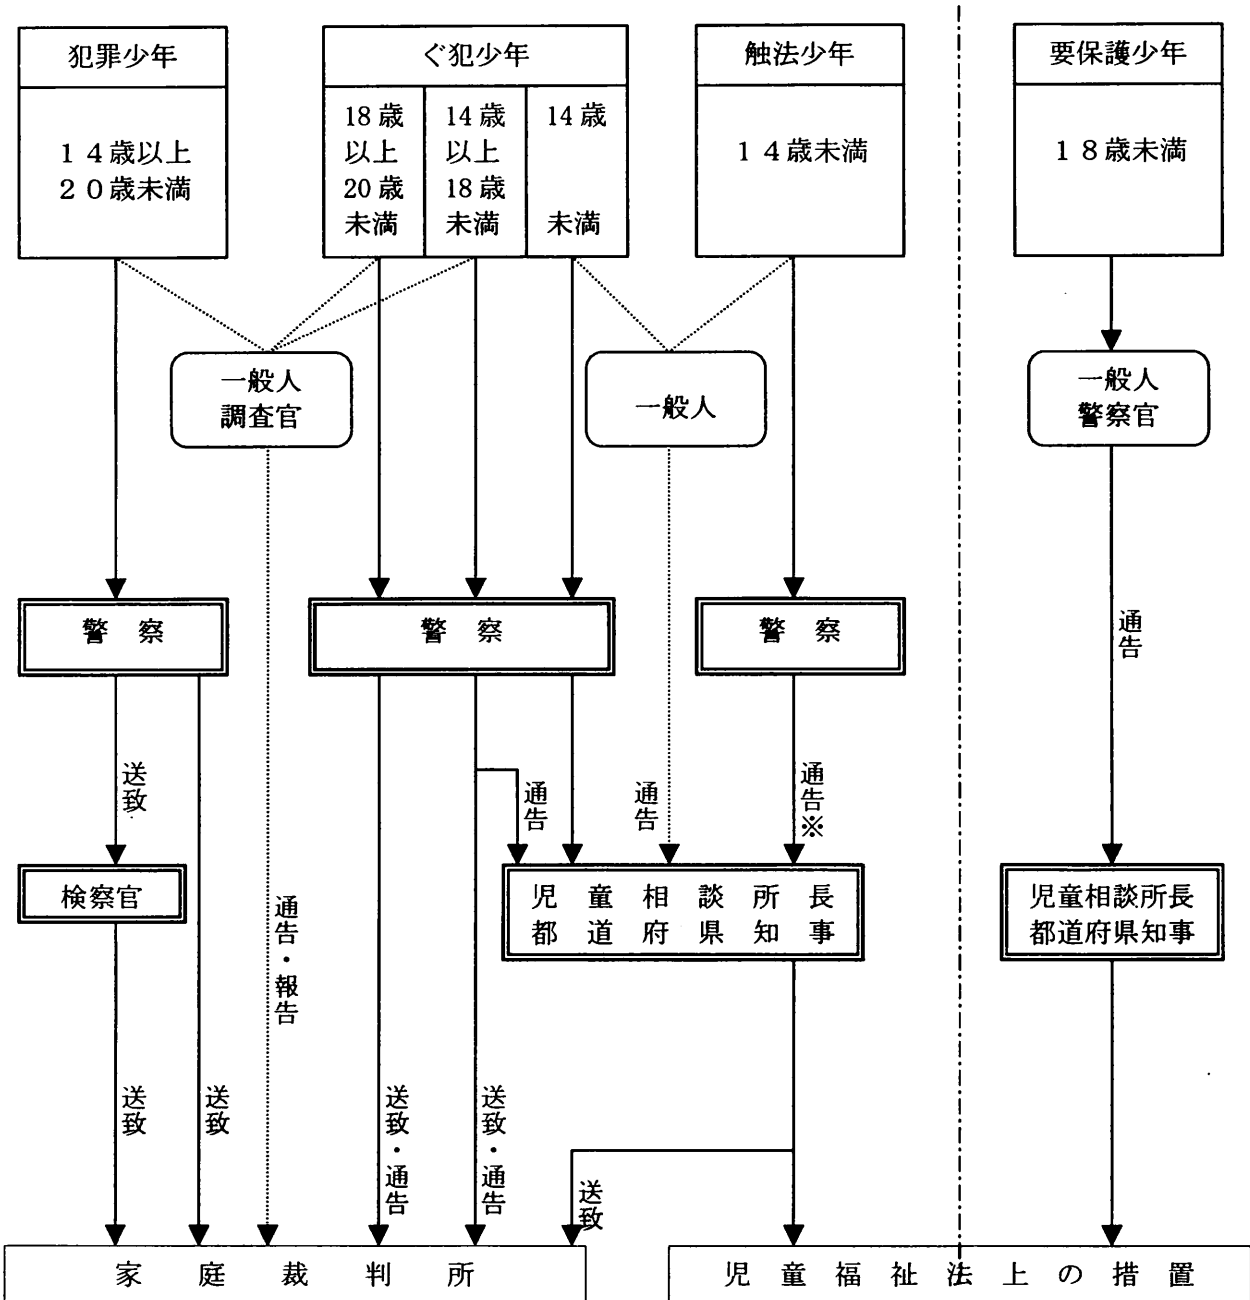 犯罪少年
１４歳以上
２０歳未満
ぐ犯少年
18歳
以上
20歳
未満
14歳
以上
18歳
未満
14歳
未満
触法少年
１４歳未満
要保護少年
１８歳未満
一般人
調査官
一般人
一般人
警察官
警　察
警　察
警　察
通告
送致
通告
通告
通告※
検察官
児　童　相　談　所　長
都　道　府　県　知　事
児童相談所長
都道府県知事
通告・報告
送致
送致
送致・通告
送致・通告
送致
家　庭　裁　判　所
児　童　福　祉　法　上　の　措　置